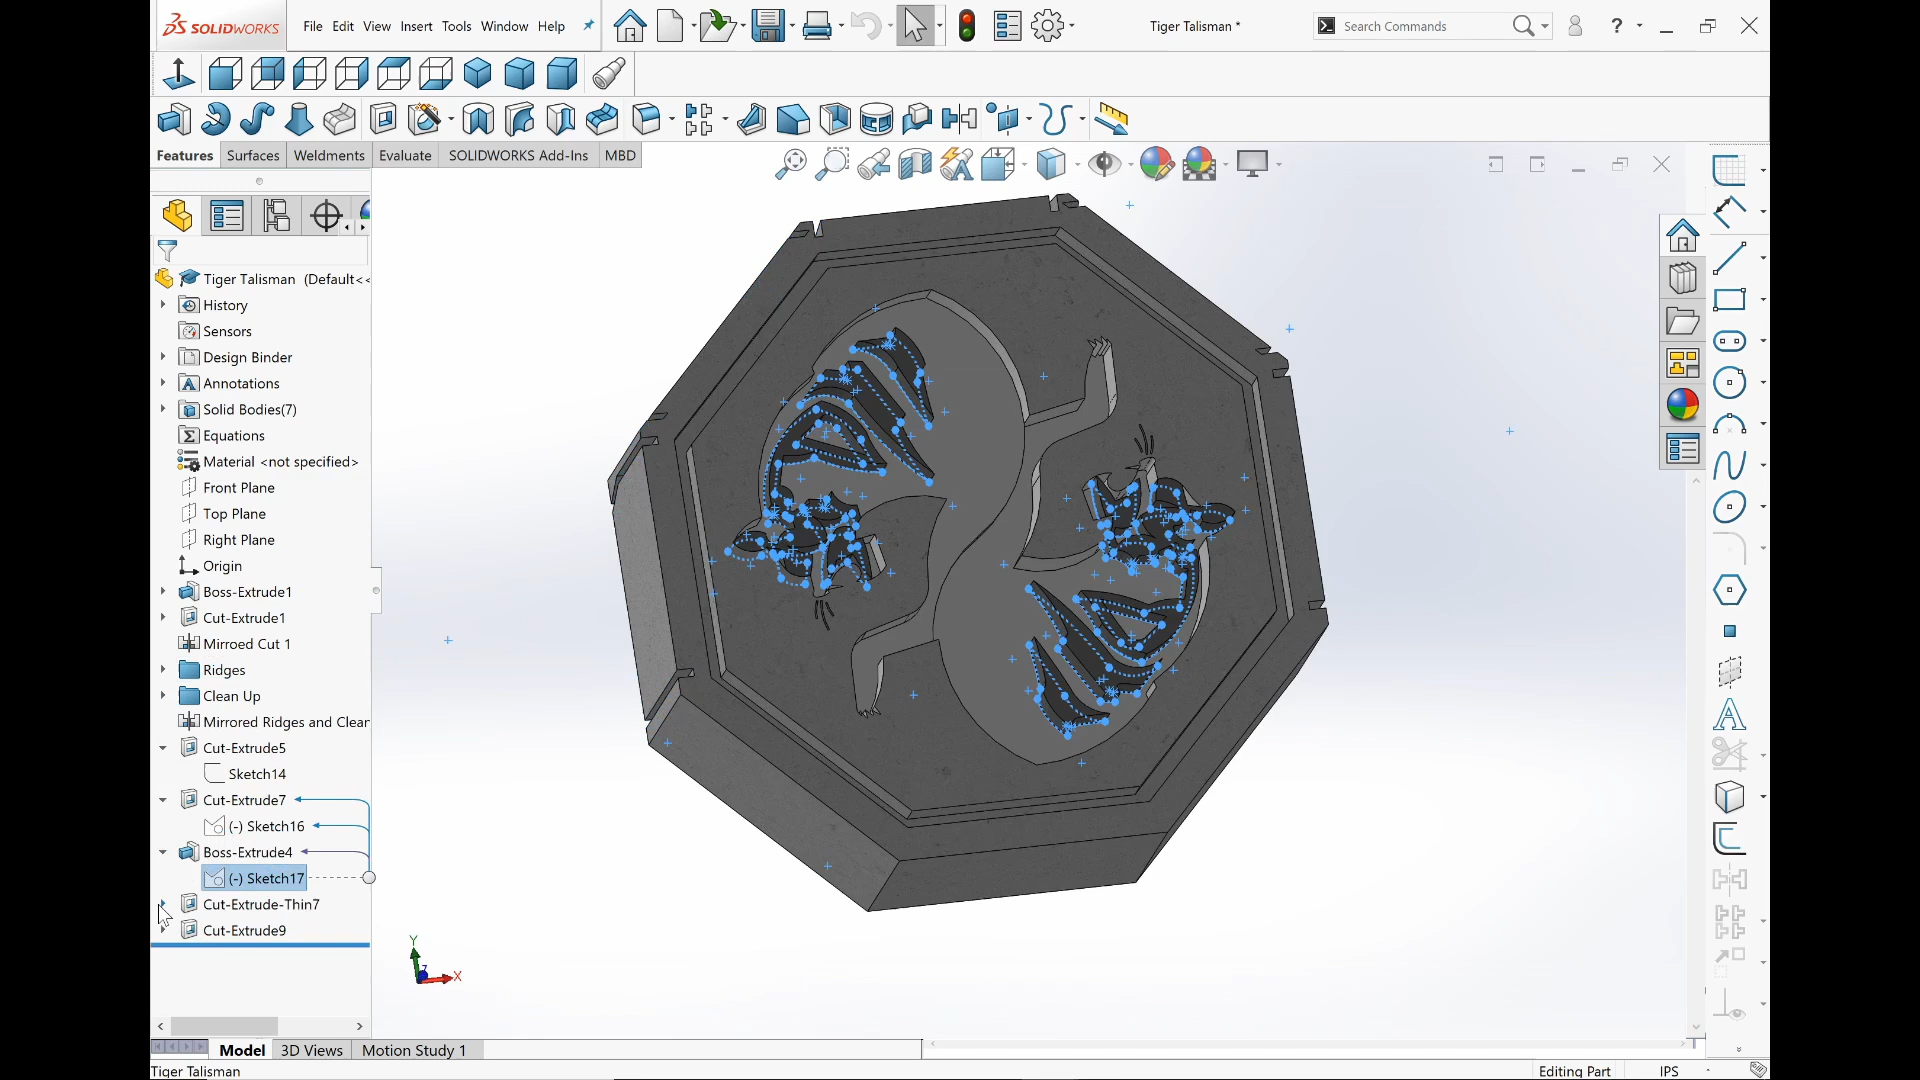 SOLIDWORKS File Edit View Insert Tools Window Help Tiger Talisman * Search Commands ?
Features Surfaces Weldments Evaluate SOLIDWORKS Add-Ins MBD
Tiger Talisman (Default<<
History
Sensors
Design Binder
Annotations
Solid Bodies(7)
Equations
Material <not specified>
Front Plane
Top Plane
Right Plane
Origin
Boss-Extrude1
Cut-Extrude1
Mirroed Cut 1
Ridges
Clean Up
Mirrored Ridges and Clear
Cut-Extrude5
Sketch14
Cut-Extrude7
(-) Sketch16
Boss-Extrude4
(-) Sketch17
Cut-Extrude-Thin7
Cut-Extrude9
Y
Z
X
Model 3D Views Motion Study 1
Tiger Talisman Editing Part IPS -